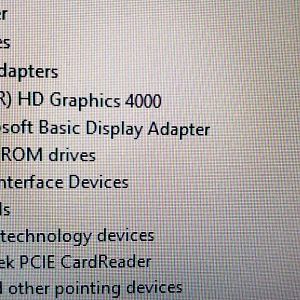 er
es
dapters
R) HD Graphics 4000
osoft Basic Display Adapter
ROM drives
nterface Devices
ls
technology devices
ek PCIE CardReader
d other pointing devices